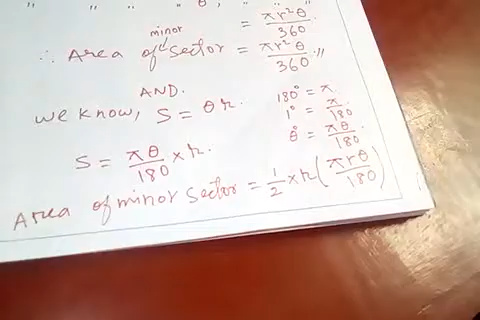 " " " " θ, "
= πr²θ/360.
∴ Area of minor sector = πr²θ/360 .,,
AND.
we know, S = θr.
180° = π.
1° = π/180.
θ° = πθ/180.
S = πθ/180 × r.
Area of minor sector = 1/2 × r (πrθ/180)